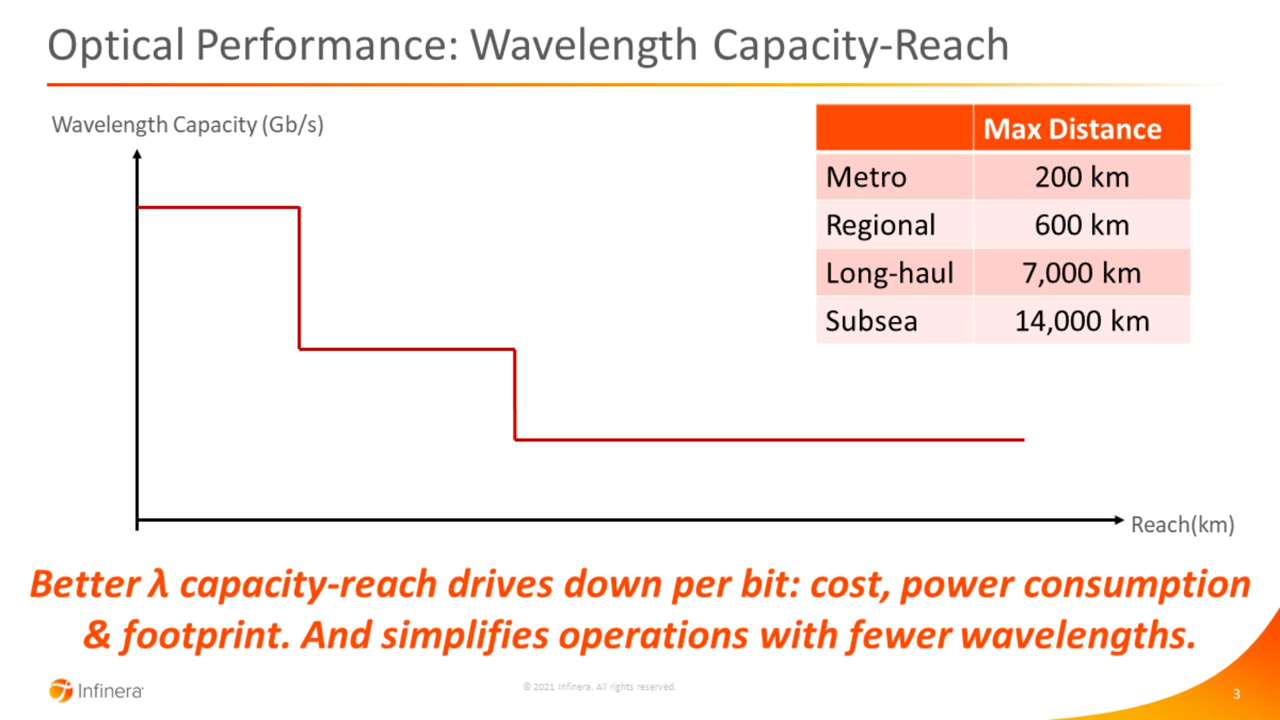 Optical Performance: Wavelength Capacity-Reach
Wavelength Capacity (Gb/s)
Max Distance
Metro 200 km
Regional 600 km
Long-haul 7,000 km
Subsea 14,000 km
Reach(km)
Better λ capacity-reach drives down per bit: cost, power consumption
& footprint. And simplifies operations with fewer wavelengths.
Infinera
© 2021 Infinera. All rights reserved.
3